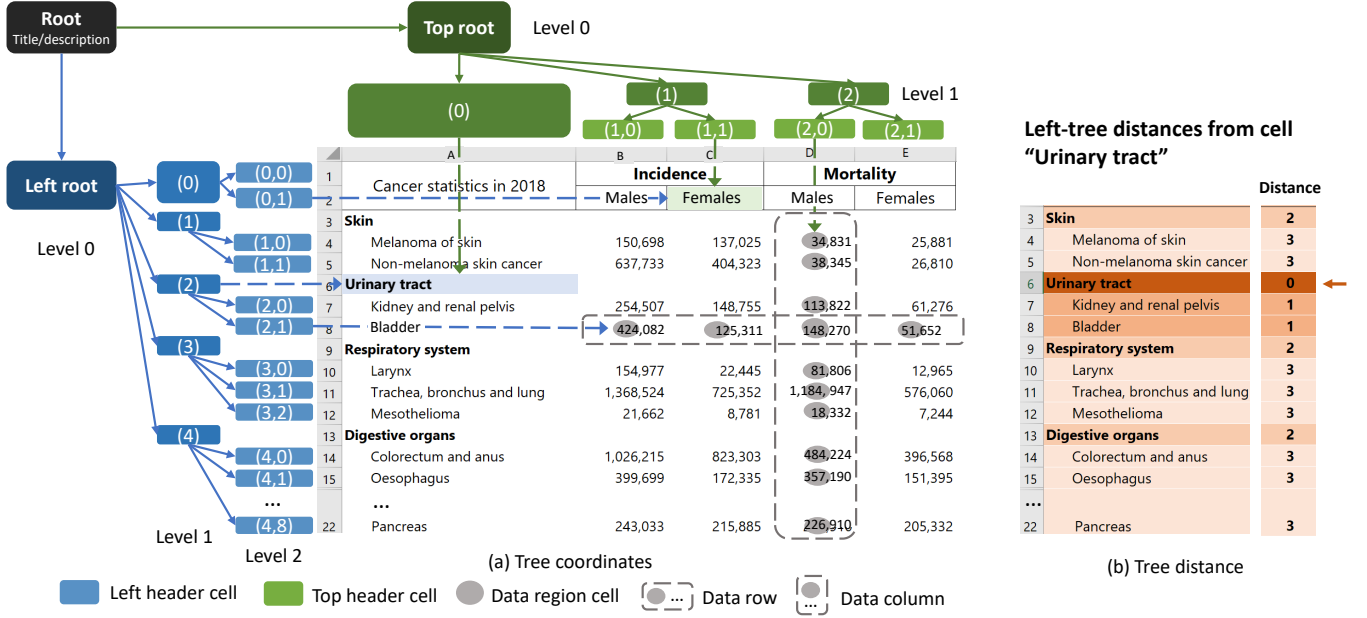 Root
Title/description
Top root
Level 0
(0)
(1)
(2)
Level 1
(1,0)
(1,1)
(2,0)
(2,1)
Left root
Level 0
(0)
(0,0)
(0,1)
(1)
(1,0)
(1,1)
(2)
(2,0)
(2,1)
(3)
(3,0)
(3,1)
(3,2)
(4)
(4,0)
(4,1)
...
(4,8)
Level 1
Level 2
A B C D E
1 Cancer statistics in 2018 Incidence Mortality
2 Males Females Males Females
3 Skin
4 Melanoma of skin 150,698 137,025 34,831 25,881
5 Non-melanoma skin cancer 637,733 404,323 38,345 26,810
6 Urinary tract
7 Kidney and renal pelvis 254,507 148,755 113,822 61,276
8 Bladder 424,082 125,311 148,270 51,652
9 Respiratory system
10 Larynx 154,977 22,445 81,806 12,965
11 Trachea, bronchus and lung 1,368,524 725,352 1,184,947 576,060
12 Mesothelioma 21,662 8,781 18,332 7,244
13 Digestive organs
14 Colorectum and anus 1,026,215 823,303 484,224 396,568
15 Oesophagus 399,699 172,335 357,190 151,395
...
22 Pancreas 243,033 215,885 226,910 205,332
(a) Tree coordinates
Left header cell
Top header cell
Data region cell
... Data row
... Data column
Left-tree distances from cell
“Urinary tract”
Distance
3 Skin 2
4 Melanoma of skin 3
5 Non-melanoma skin cancer 3
6 Urinary tract 0
7 Kidney and renal pelvis 1
8 Bladder 1
9 Respiratory system 2
10 Larynx 3
11 Trachea, bronchus and lung 3
12 Mesothelioma 3
13 Digestive organs 2
14 Colorectum and anus 3
15 Oesophagus 3
...
22 Pancreas 3
(b) Tree distance